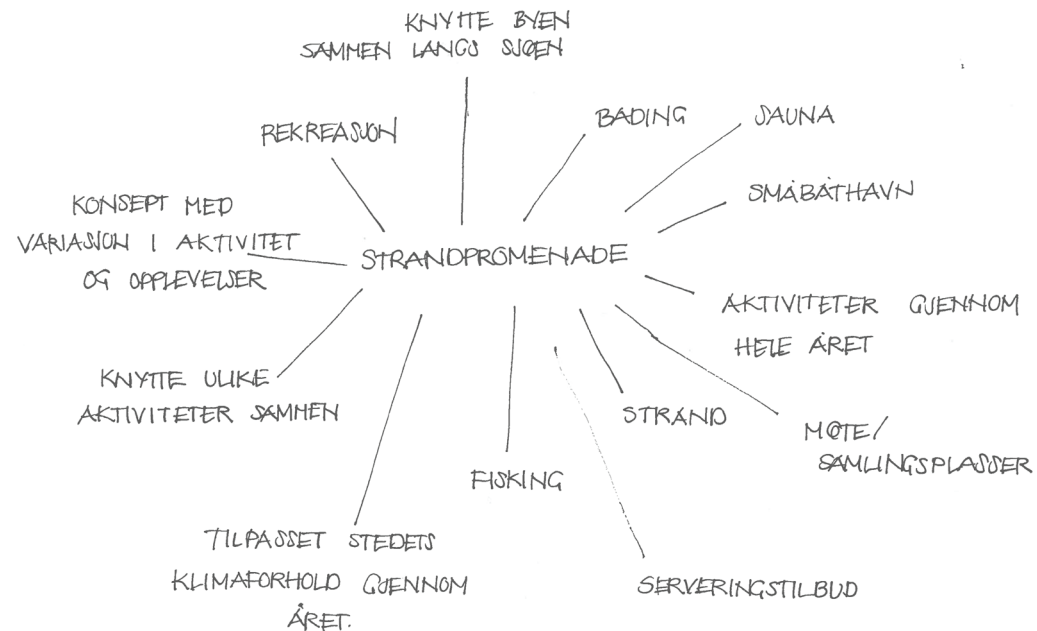 KNYTTE BYEN
SAMMEN LANGS SJØEN
REKREASJON
BADING
SAUNA
SMÅBÅTHAVN
KONSEPT MED
VARIASJON I AKTIVITET
OG OPPLEVELSER
STRANDPROMENADE
AKTIVITETER GJENNOM
HELE ÅRET
KNYTTE ULIKE
AKTIVITETER SAMMEN
STRAND
MØTE/
SAMLINGSPLASSER
FISKING
TILPASSET STEDETS
KLIMAFORHOLD GJENNOM
ÅRET.
SERVERINGSTILBUD